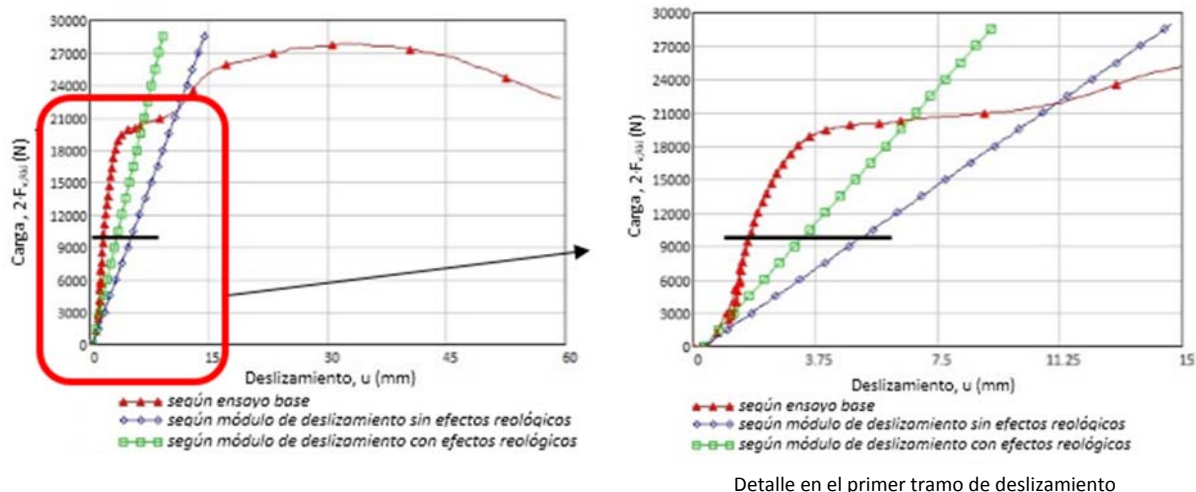 30000
27000
24000
21000
18000
15000
12000
9000
6000
3000
0
Carga, 2·F (N)
0 15 30 45 60
Deslizamiento, u (mm)
según ensayo base
según módulo de deslizamiento sin efectos reológicos
según módulo de deslizamiento con efectos reológicos
30000
27000
24000
21000
18000
15000
12000
9000
6000
3000
0
Carga, 2·F (N)
0 3.75 7.5 11.25 15
Deslizamiento, u (mm)
según ensayo base
según módulo de deslizamiento sin efectos reológicos
según módulo de deslizamiento con efectos reológicos
Detalle en el primer tramo de deslizamiento